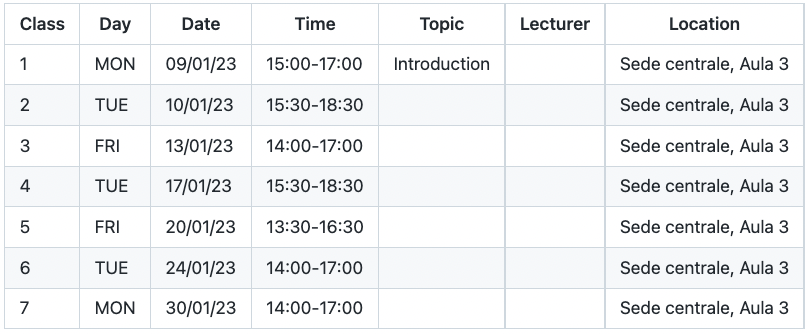 Class Day Date Time Topic Lecturer Location
1 MON 09/01/23 15:00-17:00 Introduction Sede centrale, Aula 3
2 TUE 10/01/23 15:30-18:30 Sede centrale, Aula 3
3 FRI 13/01/23 14:00-17:00 Sede centrale, Aula 3
4 TUE 17/01/23 15:30-18:30 Sede centrale, Aula 3
5 FRI 20/01/23 13:30-16:30 Sede centrale, Aula 3
6 TUE 24/01/23 14:00-17:00 Sede centrale, Aula 3
7 MON 30/01/23 14:00-17:00 Sede centrale, Aula 3